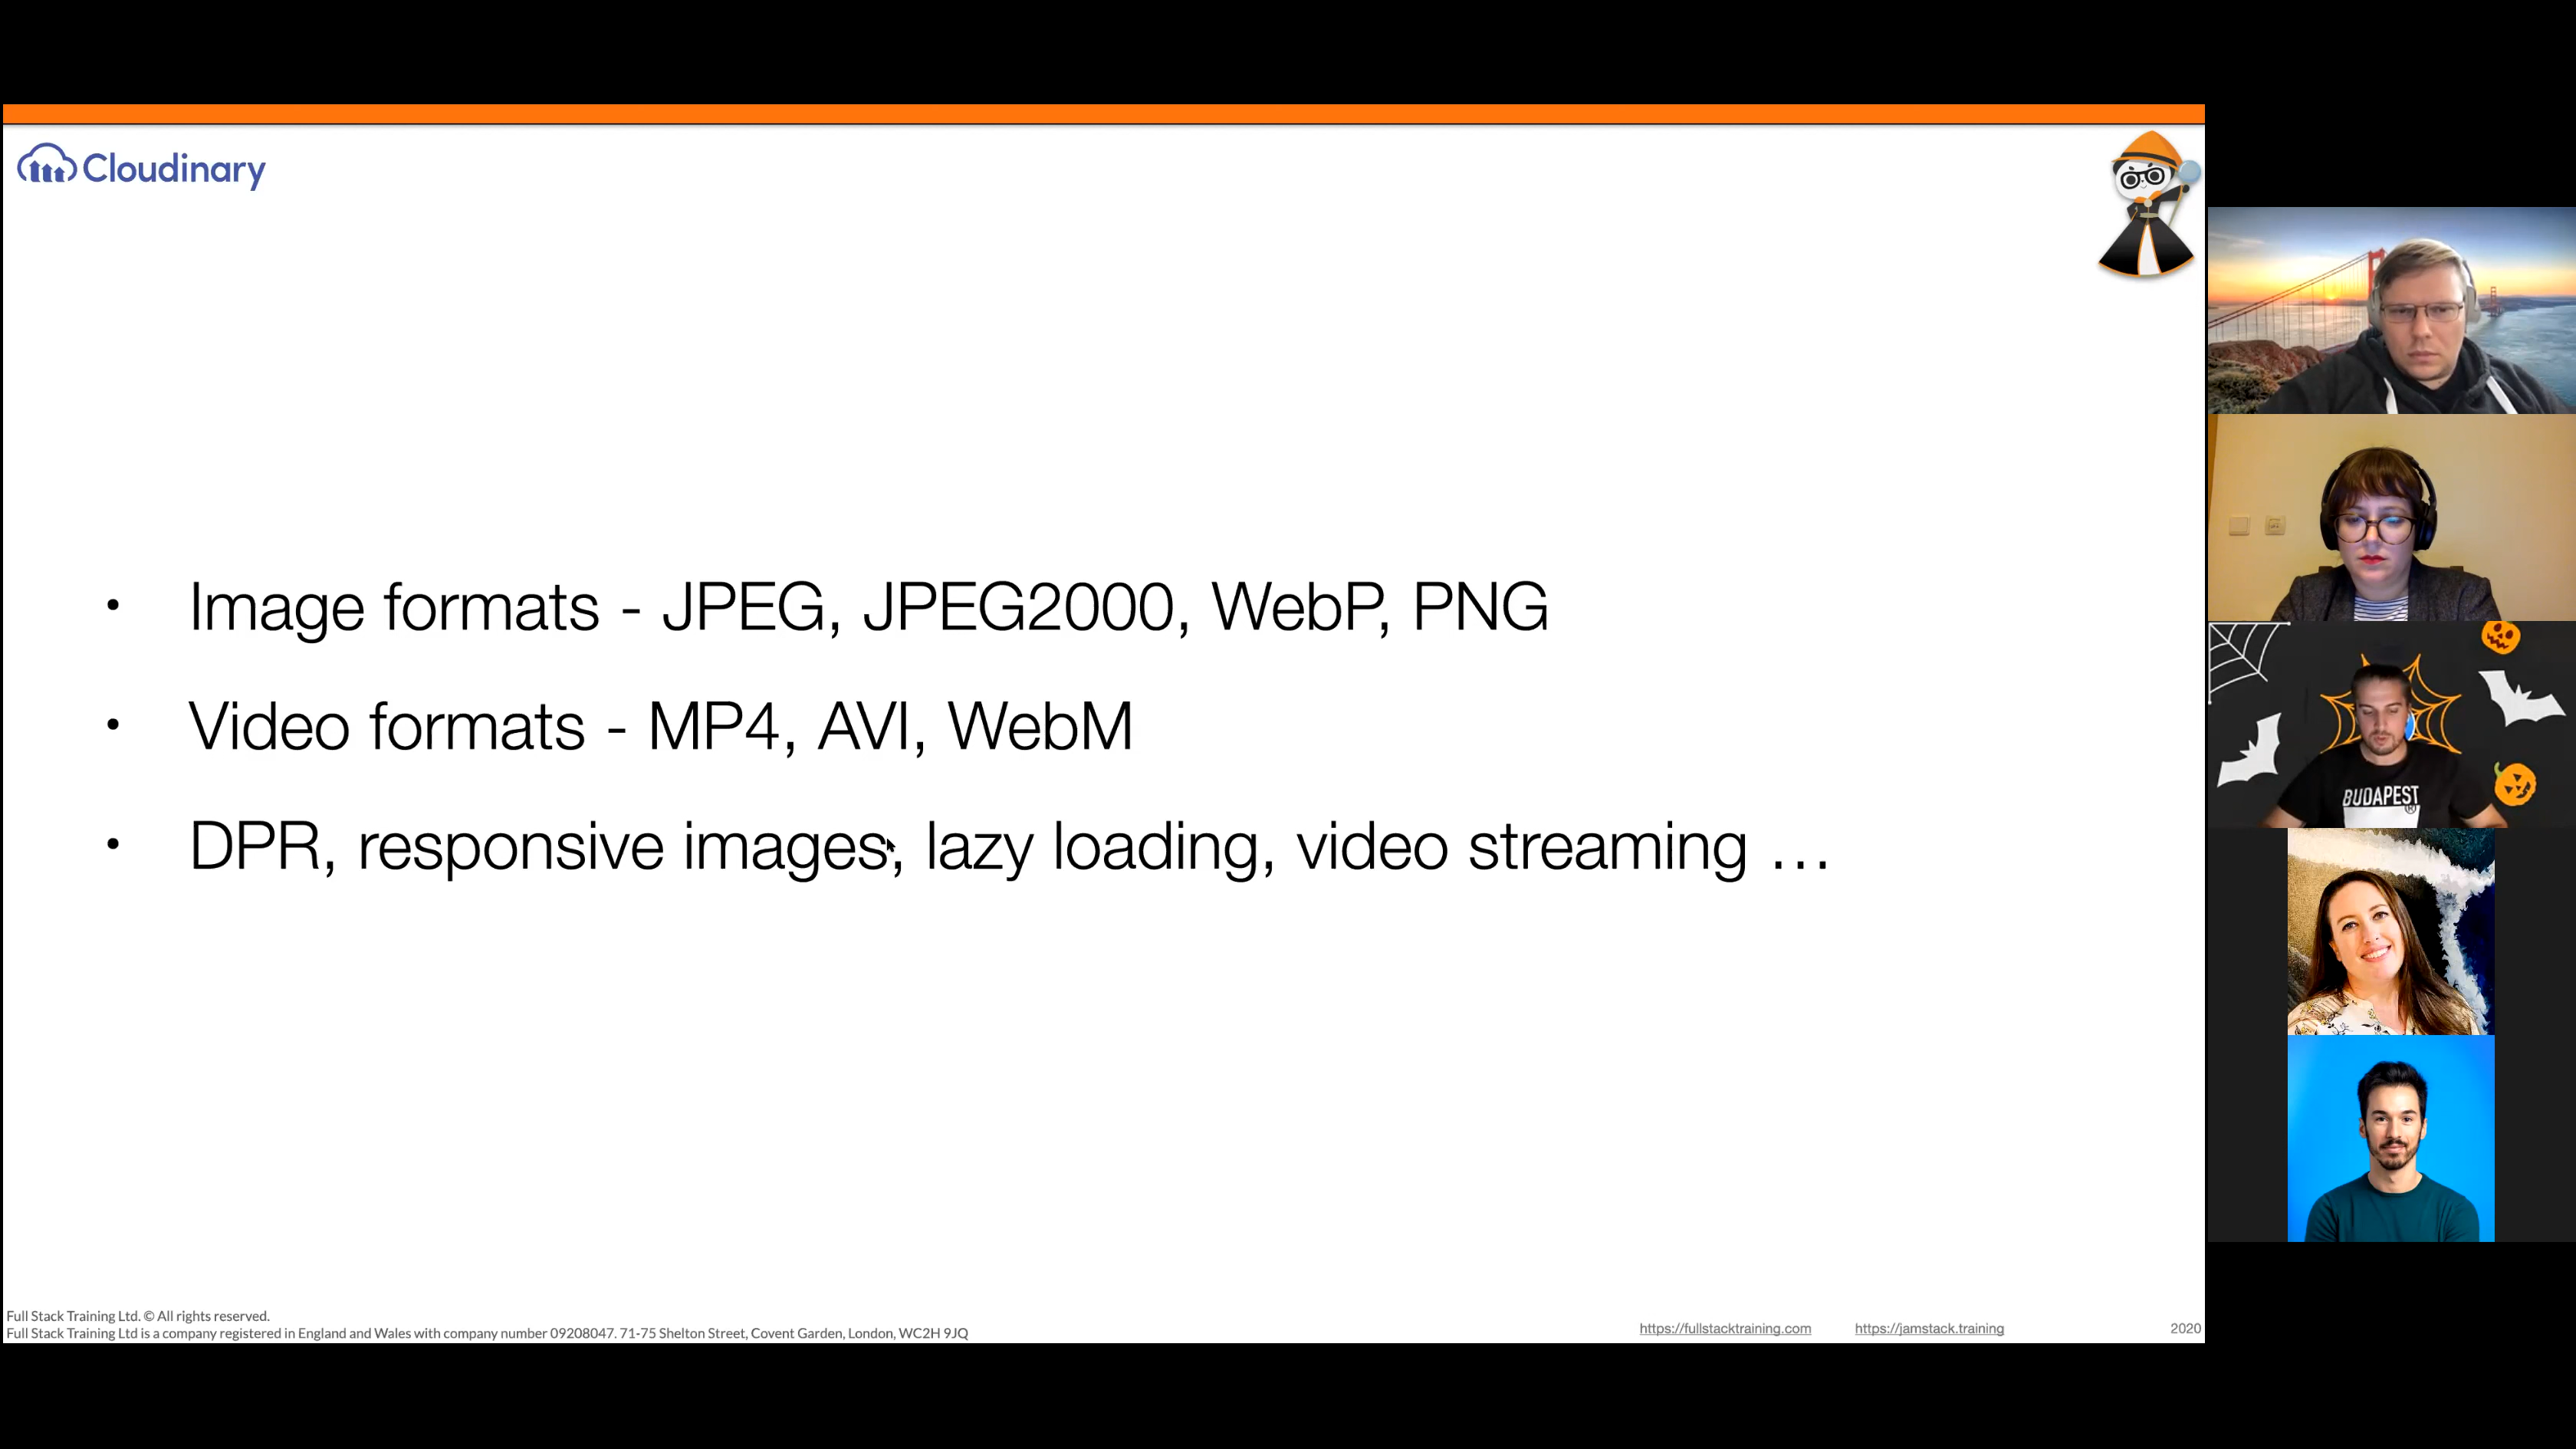 Cloudinary
• Image formats - JPEG, JPEG2000, WebP, PNG
• Video formats - MP4, AVI, WebM
• DPR, responsive images, lazy loading, video streaming …
BUDAPEST
Full Stack Training Ltd. © All rights reserved.
Full Stack Training Ltd is a company registered in England and Wales with company number 09208047. 71-75 Shelton Street, Covent Garden, London, WC2H 9JQ
https://fullstacktraining.com
https://jamstack.training
2020